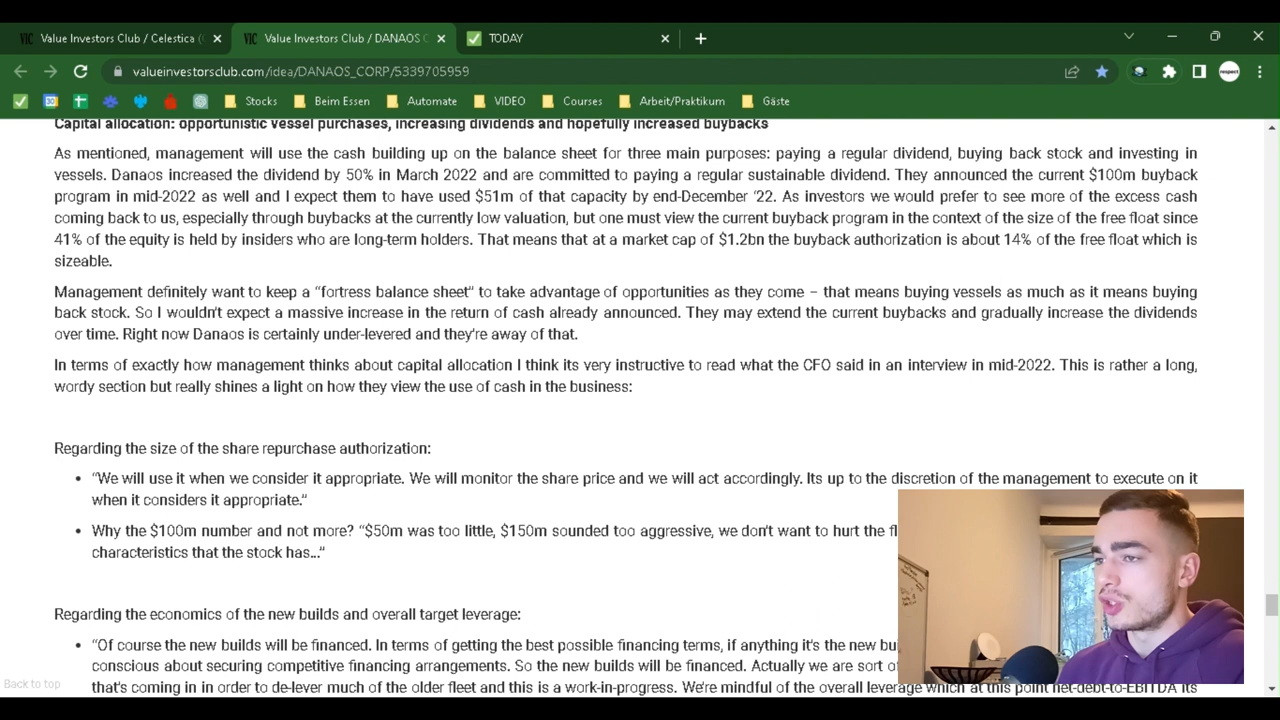 VIC Value Investors Club / Celestica (
VIC Value Investors Club / DANAOS C
TODAY
valueinvestorsclub.com/idea/DANAOS_CORP/5339705959
respect
30 Stocks Beim Essen Automate VIDEO Courses Arbeit/Praktikum Gäste
Capital allocation: opportunistic vessel purchases, increasing dividends and hopefully increased buybacks
As mentioned, management will use the cash building up on the balance sheet for three main purposes: paying a regular dividend, buying back stock and investing in
vessels. Danaos increased the dividend by 50% in March 2022 and are committed to paying a regular sustainable dividend. They announced the current $100m buyback
program in mid-2022 as well and I expect them to have used $51m of that capacity by end-December ‘22. As investors we would prefer to see more of the excess cash
coming back to us, especially through buybacks at the currently low valuation, but one must view the current buyback program in the context of the size of the free float since
41% of the equity is held by insiders who are long-term holders. That means that at a market cap of $1.2bn the buyback authorization is about 14% of the free float which is
sizeable.
Management definitely want to keep a “fortress balance sheet” to take advantage of opportunities as they come – that means buying vessels as much as it means buying
back stock. So I wouldn't expect a massive increase in the return of cash already announced. They may extend the current buybacks and gradually increase the dividends
over time. Right now Danaos is certainly under-levered and they're away of that.
In terms of exactly how management thinks about capital allocation I think its very instructive to read what the CFO said in an interview in mid-2022. This is rather a long,
wordy section but really shines a light on how they view the use of cash in the business:
Regarding the size of the share repurchase authorization:
• “We will use it when we consider it appropriate. We will monitor the share price and we will act accordingly. Its up to the discretion of the management to execute on it
when it considers it appropriate.”
• Why the $100m number and not more? “$50m was too little, $150m sounded too aggressive, we don't want to hurt the
characteristics that the stock has…”
Regarding the economics of the new builds and overall target leverage:
• “Of course the new builds will be financed. In terms of getting the best possible financing terms, if anything it's the new
conscious about securing competitive financing arrangements. So the new builds will be financed. Actually we are sort of
that's coming in in order to de-lever much of the older fleet and this is a work-in-progress. We're mindful of the overall leverage which at this point net-debt-to-EBITDA its
Back to top